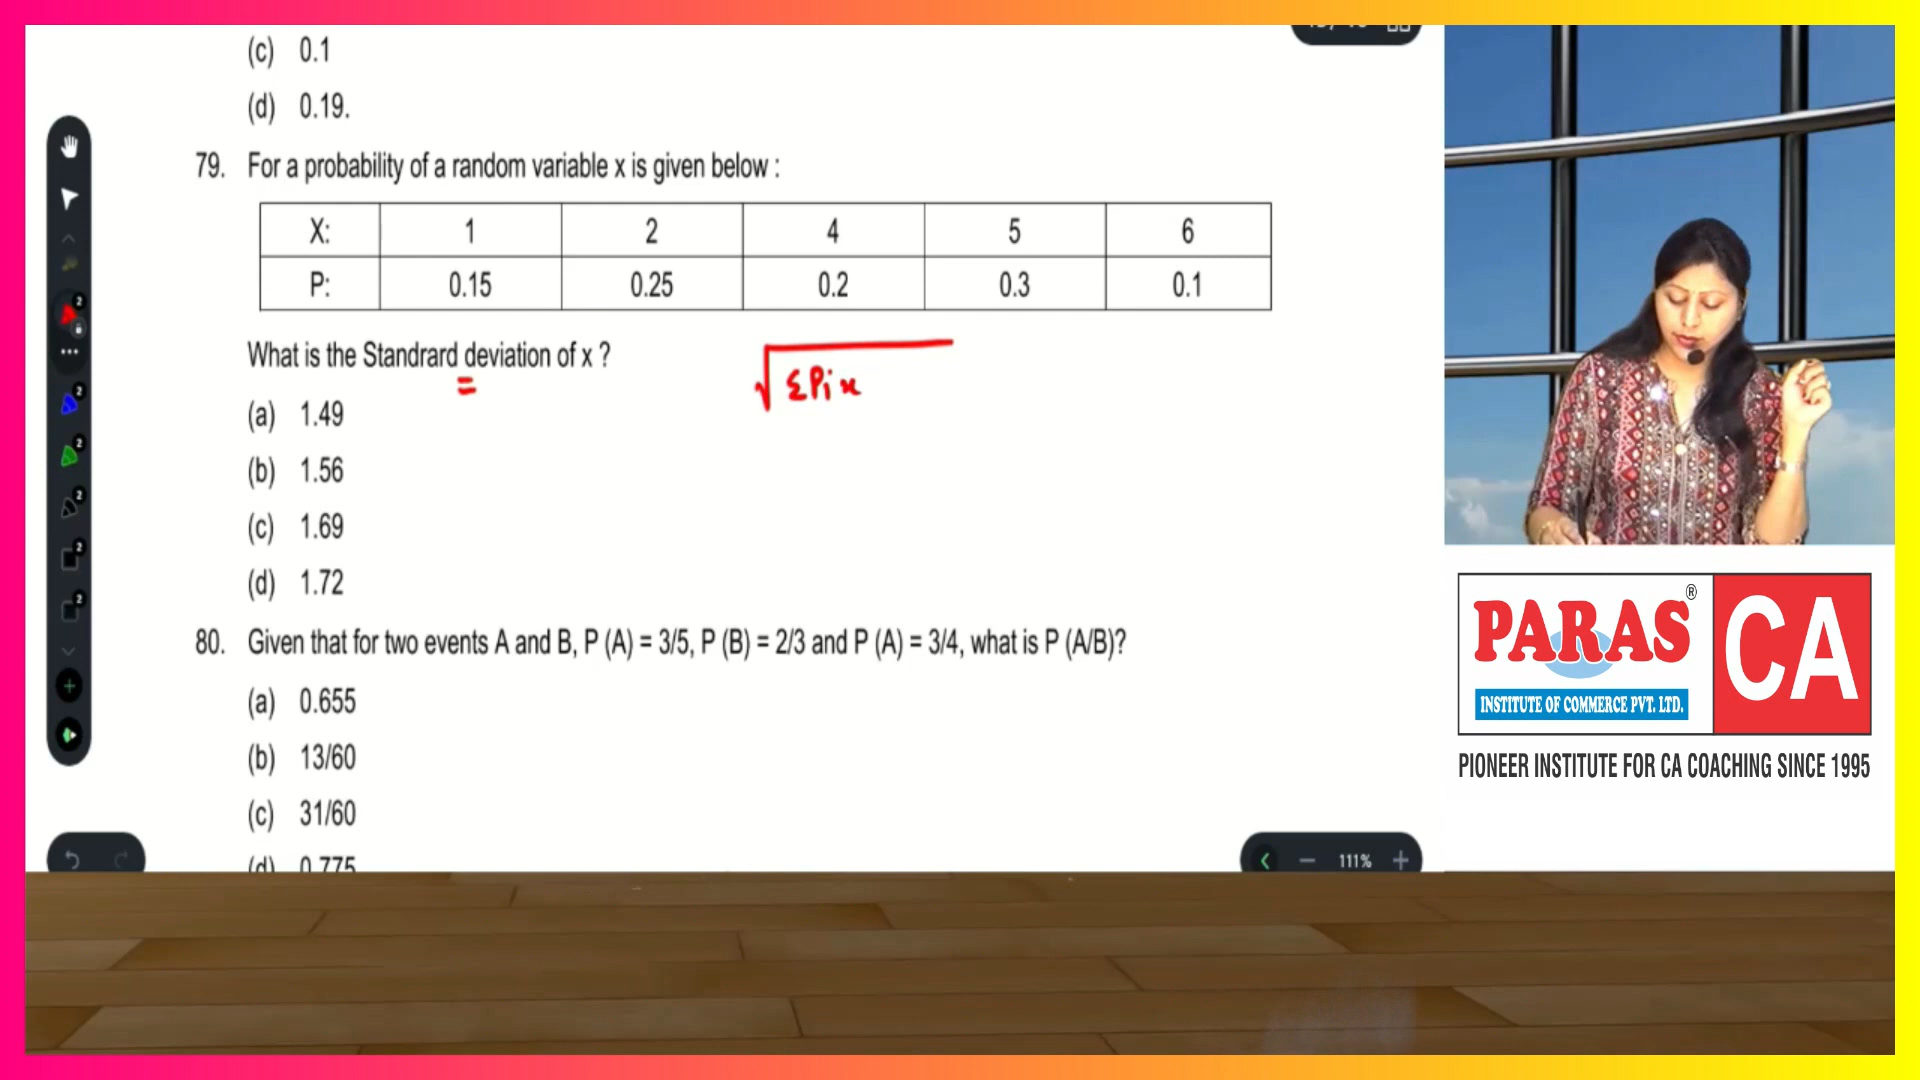 (c) 0.1
(d) 0.19.
79. For a probability of a random variable x is given below :
X: 1 2 4 5 6
P: 0.15 0.25 0.2 0.3 0.1
What is the Standrard deviation of x ?
√ΣPi x
(a) 1.49
(b) 1.56
(c) 1.69
(d) 1.72
80. Given that for two events A and B, P (A) = 3/5, P (B) = 2/3 and P (A) = 3/4, what is P (A/B)?
(a) 0.655
(b) 13/60
(c) 31/60
(d) 0.775
111%
PARAS®
INSTITUTE OF COMMERCE PVT. LTD.
CA
PIONEER INSTITUTE FOR CA COACHING SINCE 1995